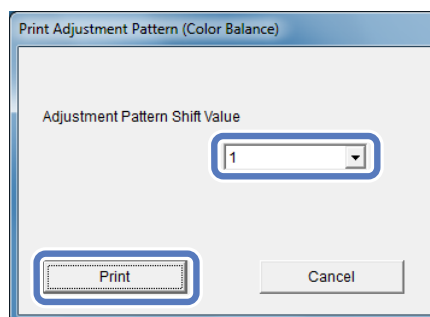 Print Adjustment Pattern (Color Balance)
Adjustment Pattern Shift Value
1
Print Cancel